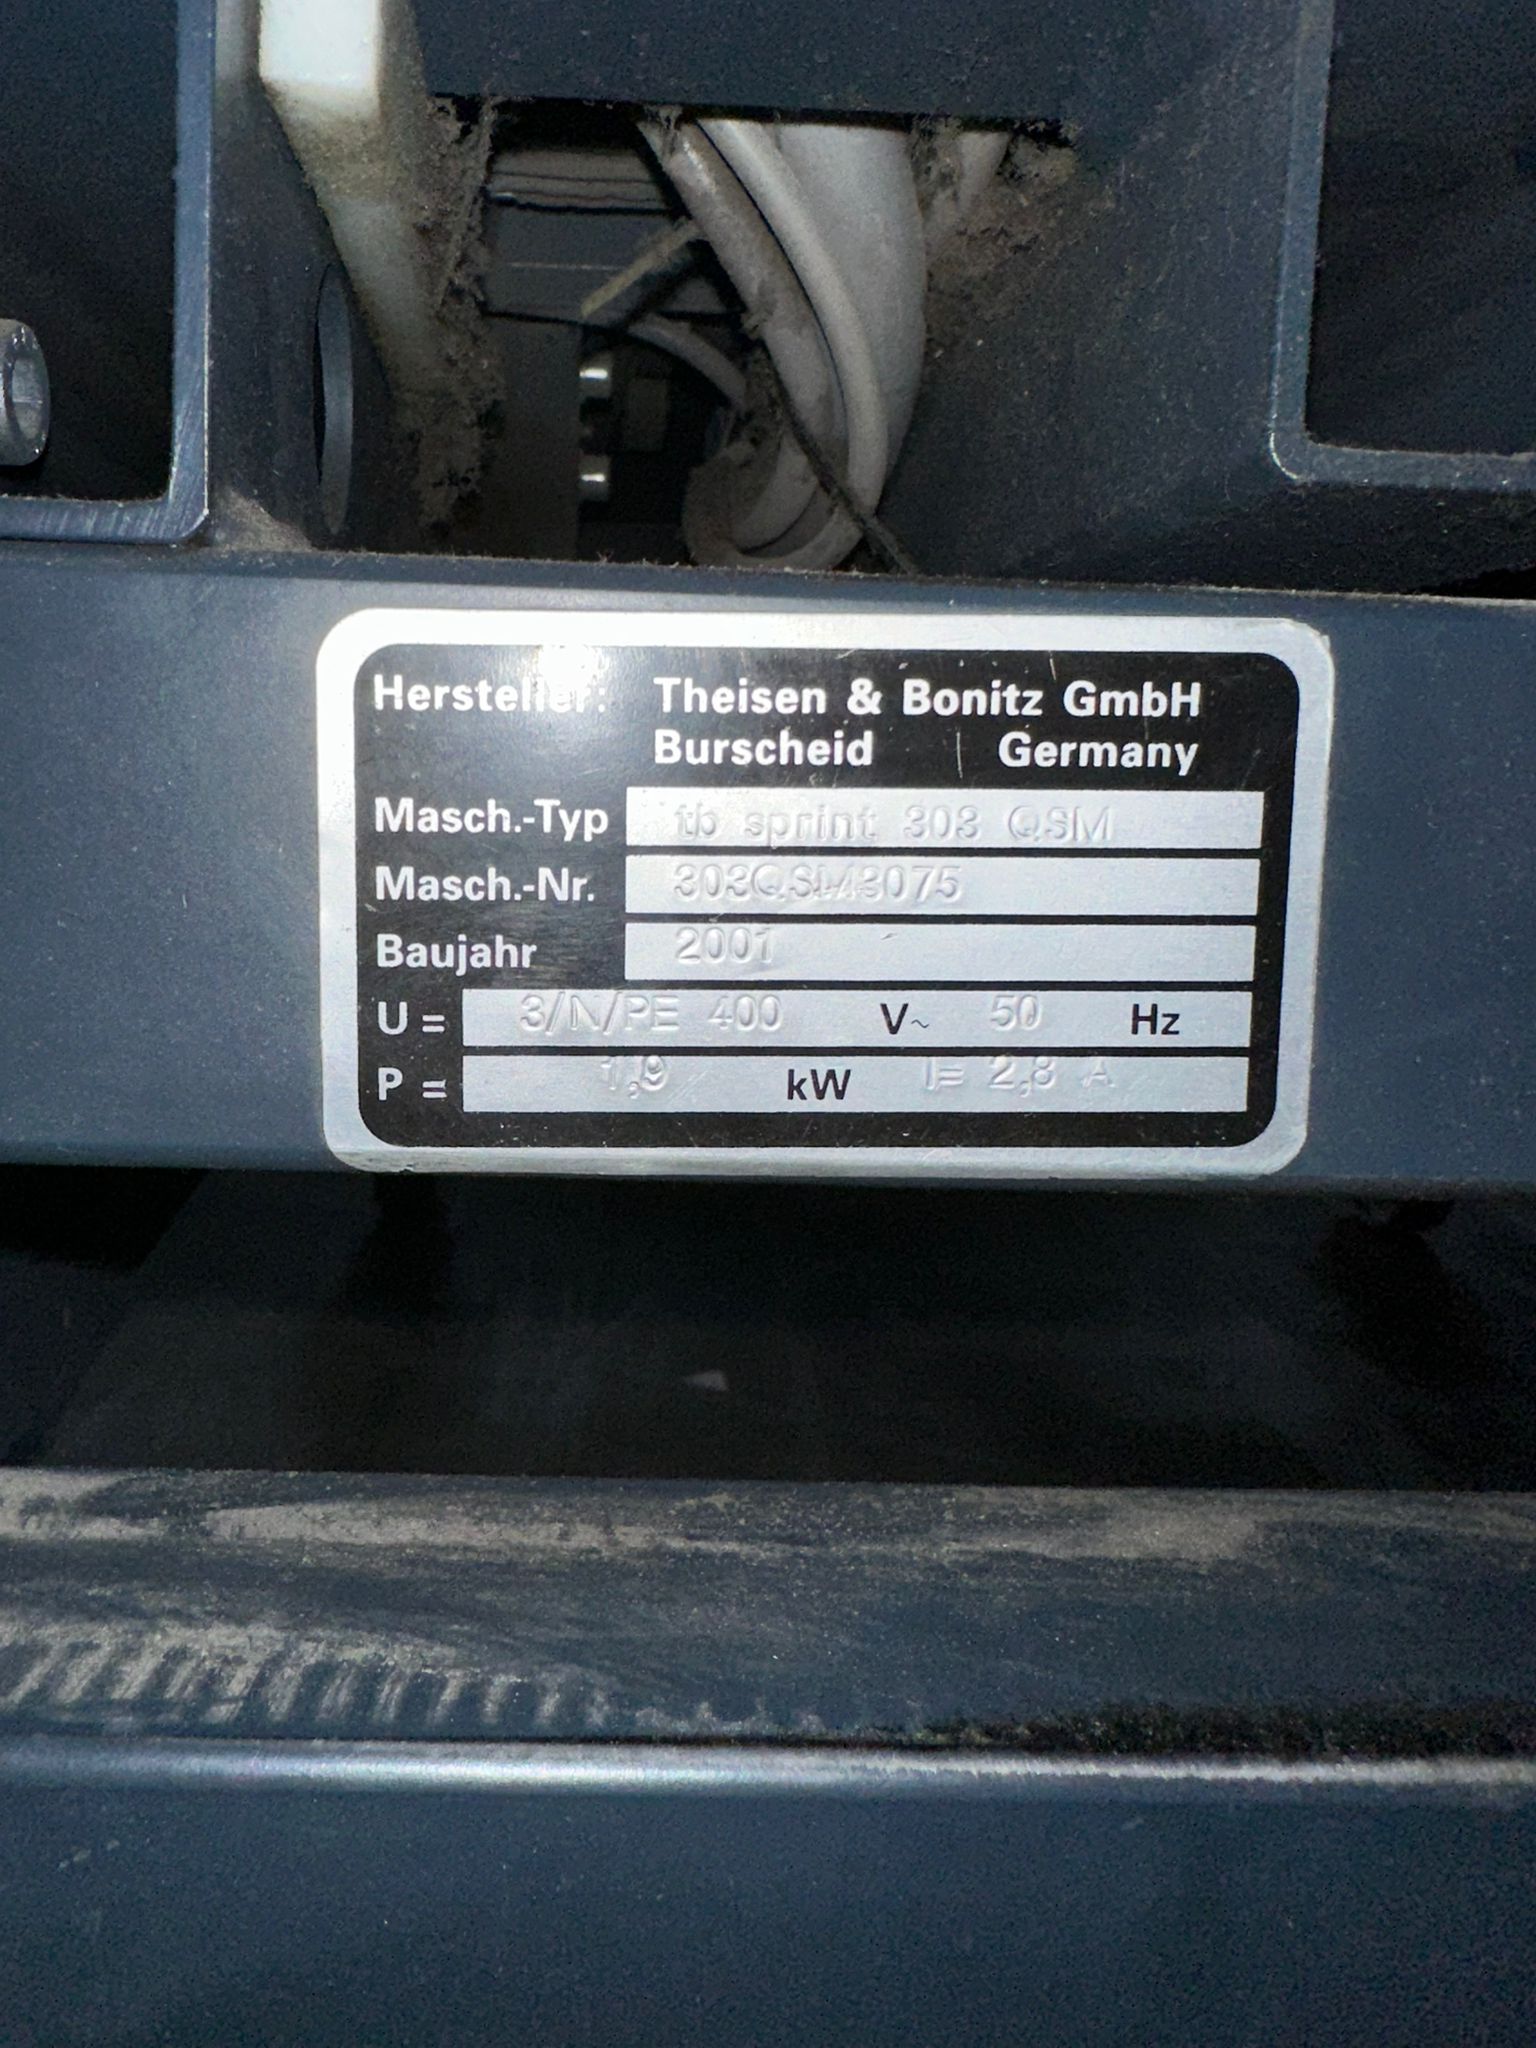 Hersteller: Theisen & Bonitz GmbH
Burscheid Germany
Masch.-Typ tb sprint 303 QSM
Masch.-Nr. 303QSM3075
Baujahr 2001
U = 3/N/PE 400 V~ 50 Hz
P = 1,9 kW I= 2,8 A